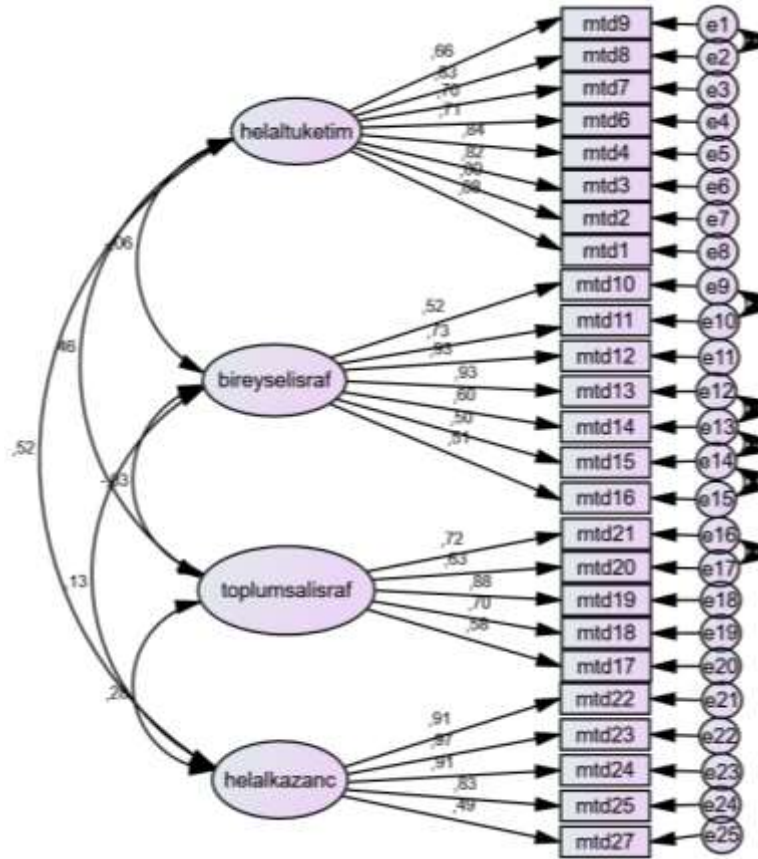 ,66 mtd9 e1
mtd8 e2
,70 mtd7 e3
,71 mtd6 e4
helaltuketim
,84 mtd4 e5
,82 mtd3 e6
mtd2 e7
mtd1 e8
,52 mtd10 e9
,73 mtd11 e10
,93 mtd12 e11
bireyselisraf
,93 mtd13 e12
,60 mtd14 e13
,50 mtd15 e14
,51 mtd16 e15
,46
,52
,13
,72 mtd21 e16
,63 mtd20 e17
toplumsalisraf
,88 mtd19 e18
,70 mtd18 e19
,58 mtd17 e20
,91 mtd22 e21
,97 mtd23 e22
helalkazanc
,91 mtd24 e23
,83 mtd25 e24
,49 mtd27 e25